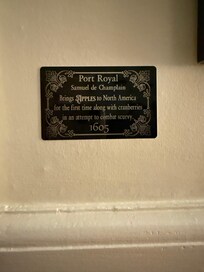 Port Royal
Samuel de Champlain
Brings Apples to North America
for the first time along with cranberries
in an attempt to combat scurvy
1605